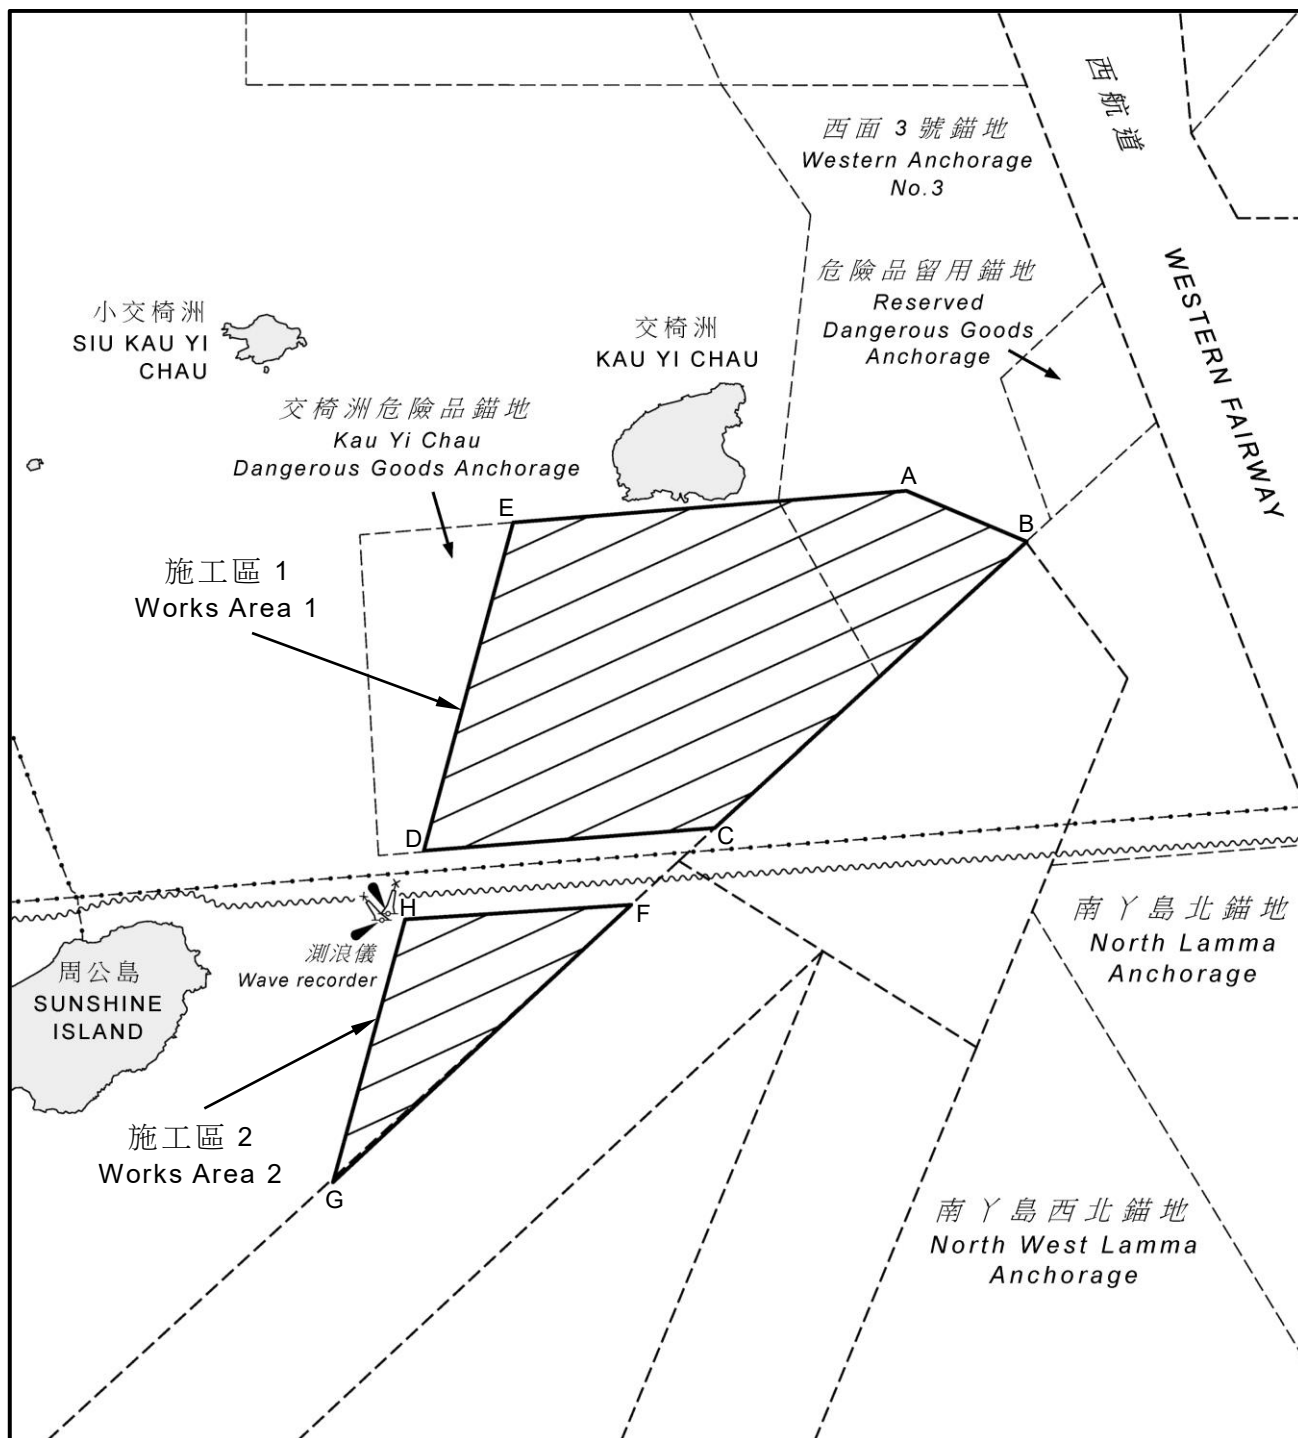 西航道
西面 3 號錨地
Western Anchorage
No.3
危險品留用錨地
Reserved
Dangerous Goods
Anchorage
WESTERN FAIRWAY
小交椅洲
SIU KAU YI
CHAU
交椅洲
KAU YI CHAU
交椅洲危險品錨地
Kau Yi Chau
Dangerous Goods Anchorage
A
B
E
施工區 1
Works Area 1
D
C
H
F
測浪儀
Wave recorder
周公島
SUNSHINE
ISLAND
南丫島北錨地
North Lamma
Anchorage
施工區 2
Works Area 2
G
南丫島西北錨地
North West Lamma
Anchorage